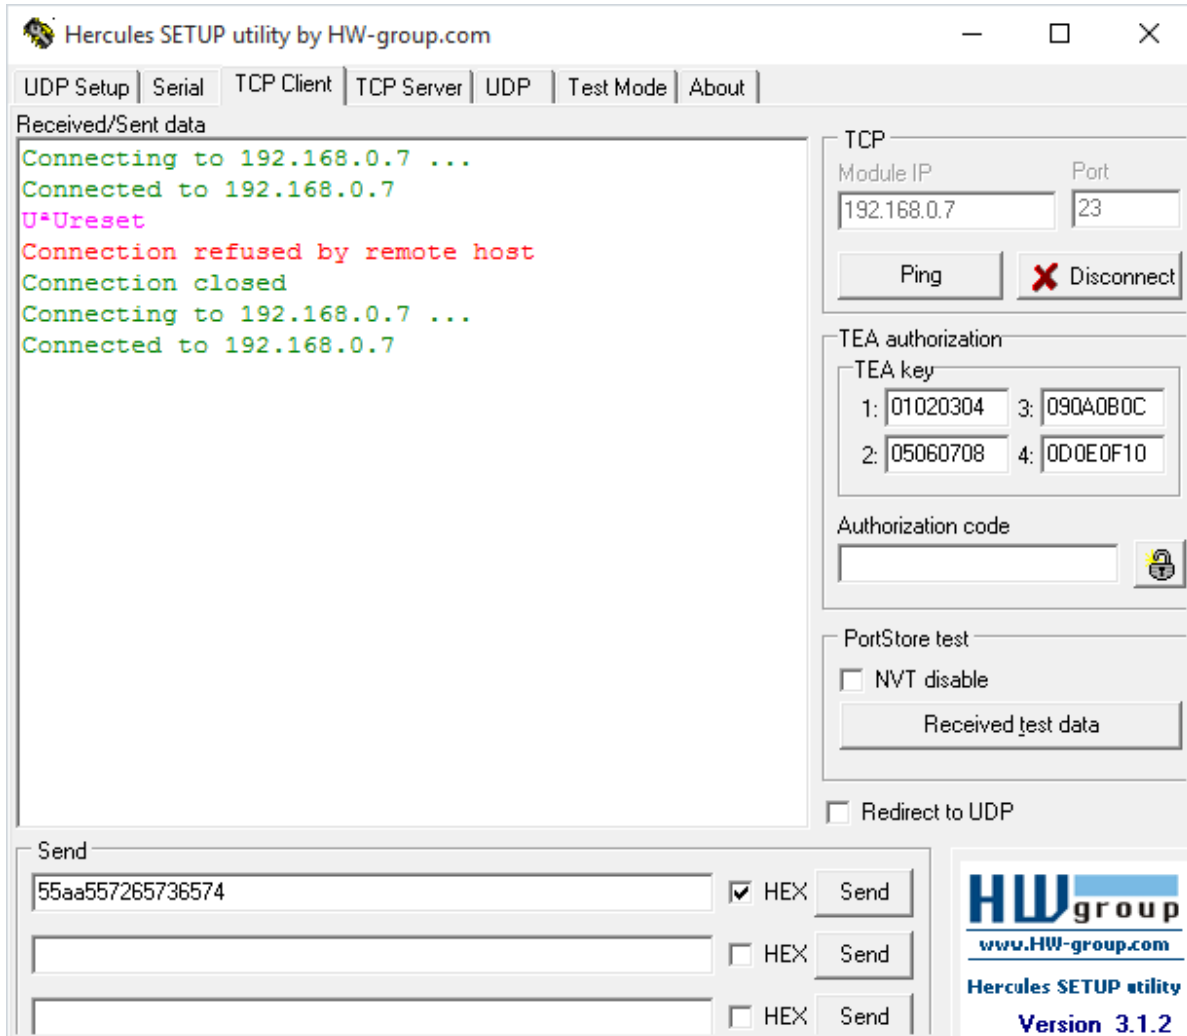 Hercules SETUP utility by HW-group.com
UDP Setup Serial TCP Client TCP Server UDP Test Mode About
Received/Sent data
Connecting to 192.168.0.7 ...
Connected to 192.168.0.7
UªUreset
Connection refused by remote host
Connection closed
Connecting to 192.168.0.7 ...
Connected to 192.168.0.7
TCP
Module IP Port
192.168.0.7 23
Ping Disconnect
TEA authorization
TEA key
1: 01020304 3: 090A0B0C
2: 05060708 4: 0D0E0F10
Authorization code
PortStore test
NVT disable
Received test data
Redirect to UDP
Send
55aa557265736574 HEX Send
HEX Send
HEX Send
HW group
www.HW-group.com
Hercules SETUP utility
Version 3.1.2